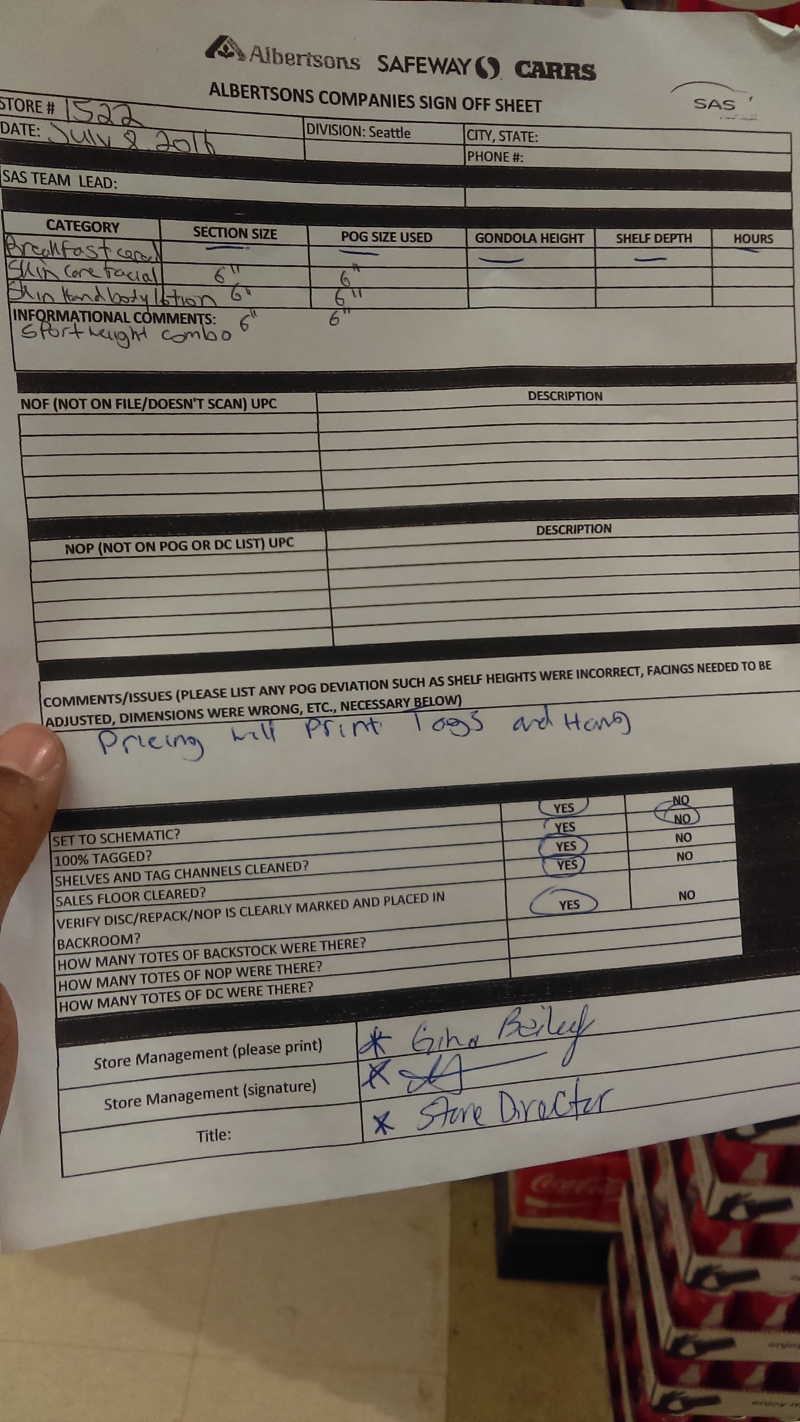 Albertsons SAFEWAY CARRS
ALBERTSONS COMPANIES SIGN OFF SHEET
SAS
STORE # 1522
DATE: July 8 2016 DIVISION: Seattle CITY, STATE:
PHONE #:
SAS TEAM LEAD:
CATEGORY SECTION SIZE POG SIZE USED GONDOLA HEIGHT SHELF DEPTH HOURS
Breakfast cereal — — — — —
Skin Care facial 6" 6"
Skin Hand body lotion 6" 6"
INFORMATIONAL COMMENTS: 6" 6"
combo
NOF (NOT ON FILE/DOESN'T SCAN) UPC DESCRIPTION
NOP (NOT ON POG OR DC LIST) UPC DESCRIPTION
COMMENTS/ISSUES (PLEASE LIST ANY POG DEVIATION SUCH AS SHELF HEIGHTS WERE INCORRECT, FACINGS NEEDED TO BE
ADJUSTED, DIMENSIONS WERE WRONG, ETC., NECESSARY BELOW)
Pricing will Print Tags and Hang
SET TO SCHEMATIC? YES NO
100% TAGGED? YES NO
SHELVES AND TAG CHANNELS CLEANED? YES NO
SALES FLOOR CLEARED? YES NO
VERIFY DISC/REPACK/NOP IS CLEARLY MARKED AND PLACED IN
BACKROOM? YES NO
HOW MANY TOTES OF BACKSTOCK WERE THERE?
HOW MANY TOTES OF NOP WERE THERE?
HOW MANY TOTES OF DC WERE THERE?
Store Management (please print) * Gina Bailey
Store Management (signature) *
Title: * Store Director